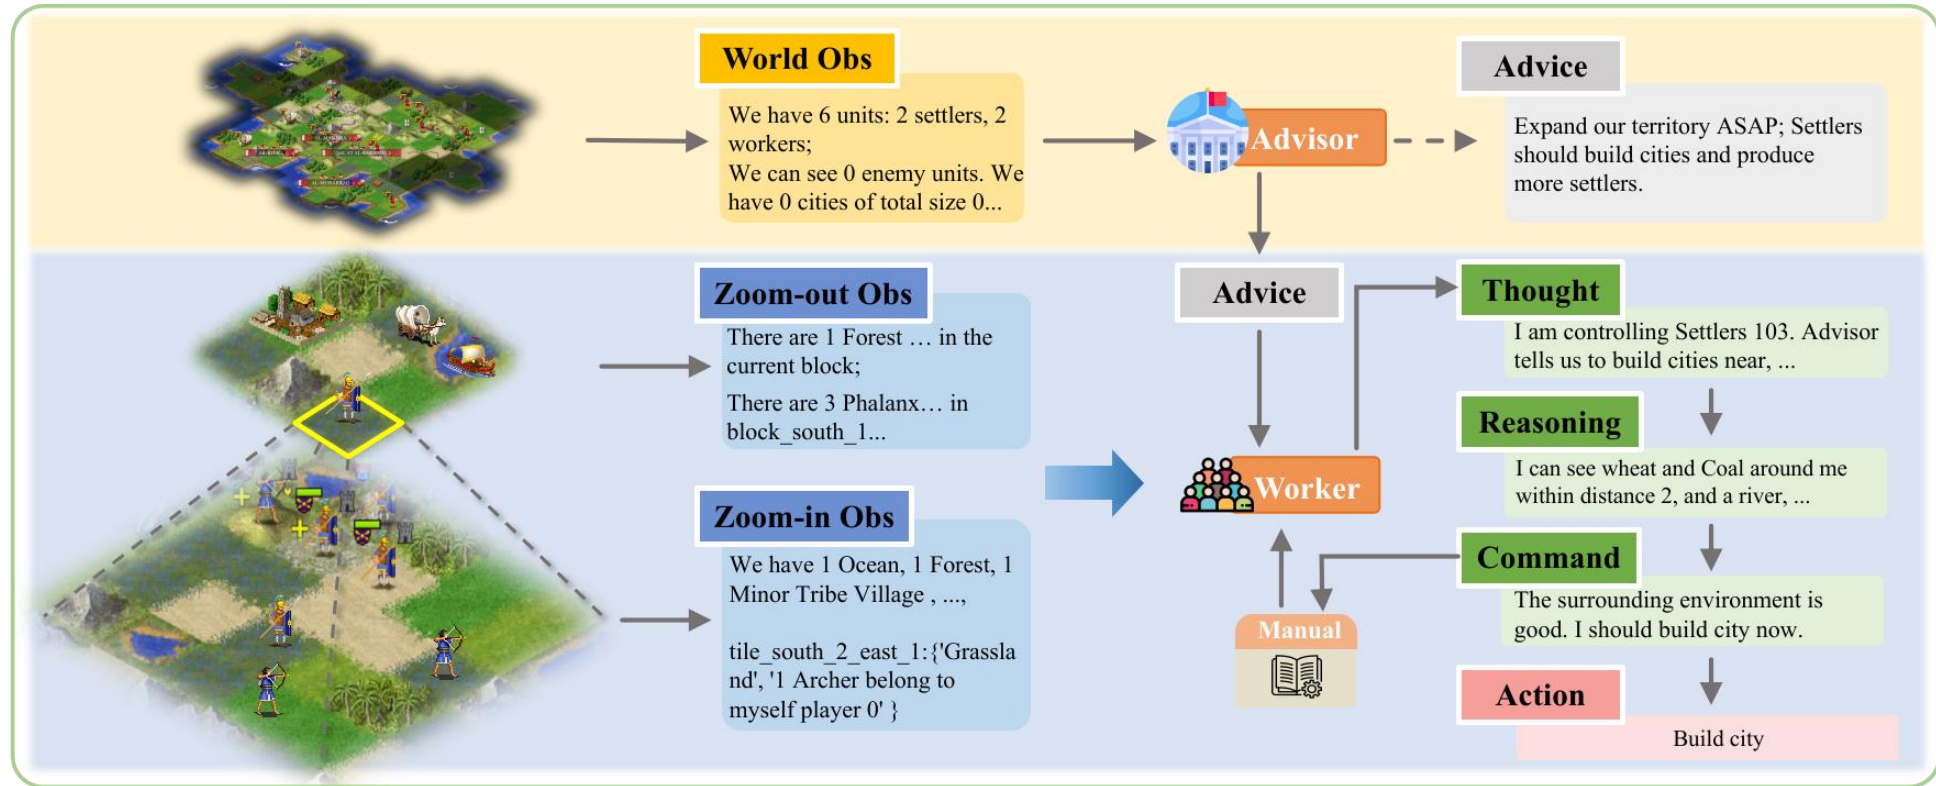 World Obs
We have 6 units: 2 settlers, 2
workers;
We can see 0 enemy units. We
have 0 cities of total size 0...
Advisor
Advice
Expand our territory ASAP; Settlers
should build cities and produce
more settlers.
Zoom-out Obs
There are 1 Forest … in the
current block;
There are 3 Phalanx… in
block_south_1...
Zoom-in Obs
We have 1 Ocean, 1 Forest, 1
Minor Tribe Village , ...,
tile_south_2_east_1:{'Grassla
nd', '1 Archer belong to
myself player 0' }
Advice
Worker
Manual
Thought
I am controlling Settlers 103. Advisor
tells us to build cities near, ...
Reasoning
I can see wheat and Coal around me
within distance 2, and a river, ...
Command
The surrounding environment is
good. I should build city now.
Action
Build city